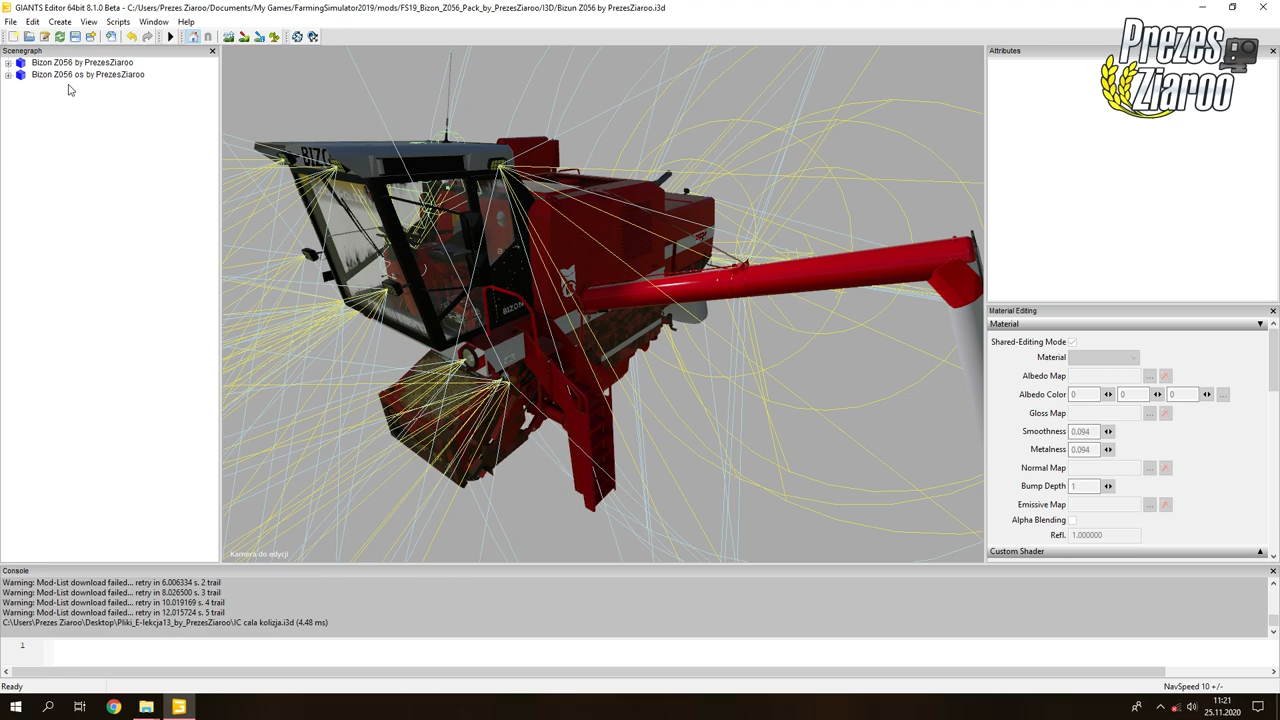 GIANTS Editor 64bit 8.1.0 Beta - C:/Users/Prezes Ziaroo/Documents/My Games/FarmingSimulator2019/mods/FS19_Bizon_Z056_Pack_by_PrezesZiaroo/I3D/Bizun Z056 by PrezesZiaroo.i3d
File Edit Create View Scripts Window Help
Scenegraph
Bizon Z056 by PrezesZiaroo
Bizon Z056 os by PrezesZiaroo
BIZON
Kamera do edycji
Attributes
Prezes
Ziaroo
Material Editing
Material
Shared-Editing Mode
Material
Albedo Map
Albedo Color 0 0 0
Gloss Map
Smoothness 0.094
Metalness 0.094
Normal Map
Bump Depth 1
Emissive Map
Alpha Blending
Refl. 1.000000
Custom Shader
Console
Warning: Mod-List download failed... retry in 6.006334 s. 2 trail
Warning: Mod-List download failed... retry in 8.026500 s. 3 trail
Warning: Mod-List download failed... retry in 10.019169 s. 4 trail
Warning: Mod-List download failed... retry in 12.015724 s. 5 trail
C:\Users\Prezes Ziaroo\Desktop\Pliki_E-lekcja13_by_PrezesZiaroo\IC cala kolizja.i3d (4.48 ms)
1
Ready
NavSpeed 10 +/-
11:21
25.11.2020